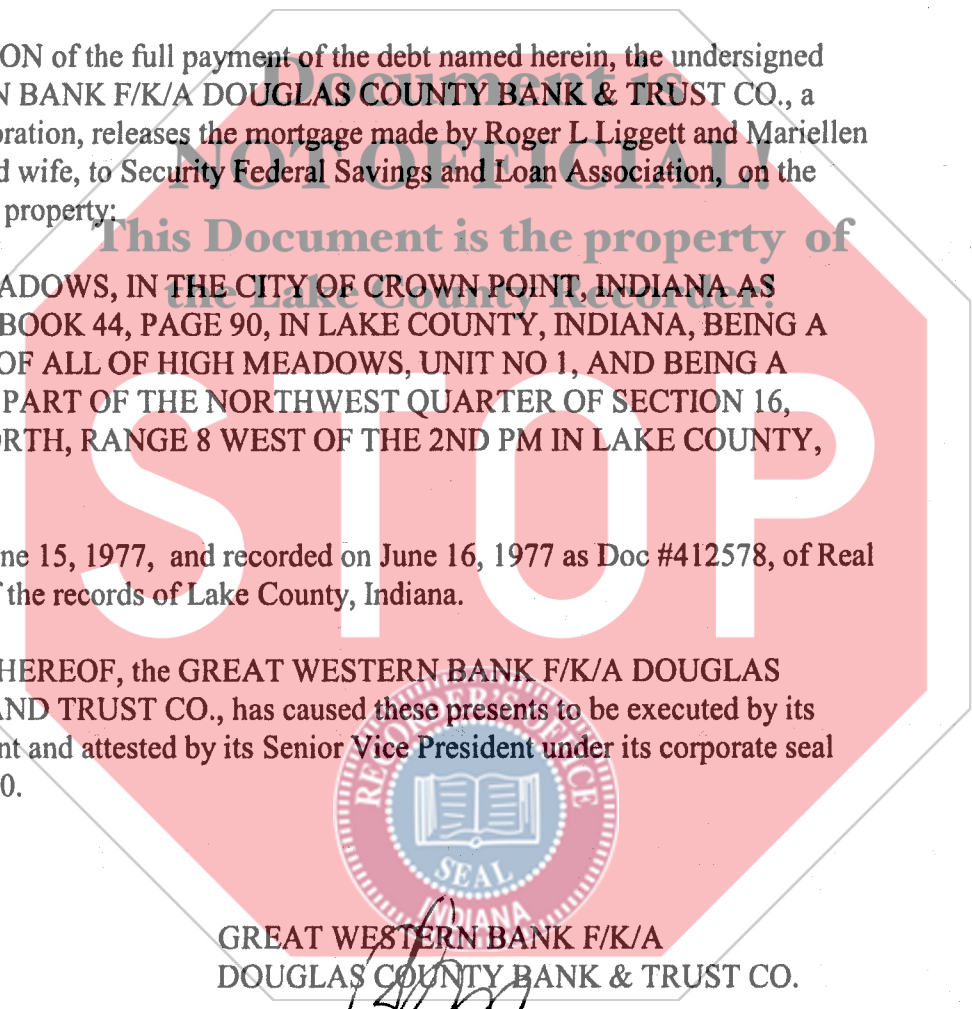 ON of the full payment of the debt named herein, the undersigned
N BANK F/K/A DOUGLAS COUNTY BANK & TRUST CO., a
oration, releases the mortgage made by Roger L Liggett and Mariellen
d wife, to Security Federal Savings and Loan Association, on the
property:
Document is
NOT OFFICIAL!
This Document is the property of
the Lake County Recorder!
ADOWS, IN THE CITY OF CROWN POINT, INDIANA AS
BOOK 44, PAGE 90, IN LAKE COUNTY, INDIANA, BEING A
OF ALL OF HIGH MEADOWS, UNIT NO 1, AND BEING A
PART OF THE NORTHWEST QUARTER OF SECTION 16,
RTH, RANGE 8 WEST OF THE 2ND PM IN LAKE COUNTY,
STOP
ne 15, 1977, and recorded on June 16, 1977 as Doc #412578, of Real
f the records of Lake County, Indiana.
HEREOF, the GREAT WESTERN BANK F/K/A DOUGLAS
AND TRUST CO., has caused these presents to be executed by its
nt and attested by its Senior Vice President under its corporate seal
0.
RECORDER'S OFFICE
SEAL
INDIANA
GREAT WESTERN BANK F/K/A
DOUGLAS COUNTY BANK & TRUST CO.